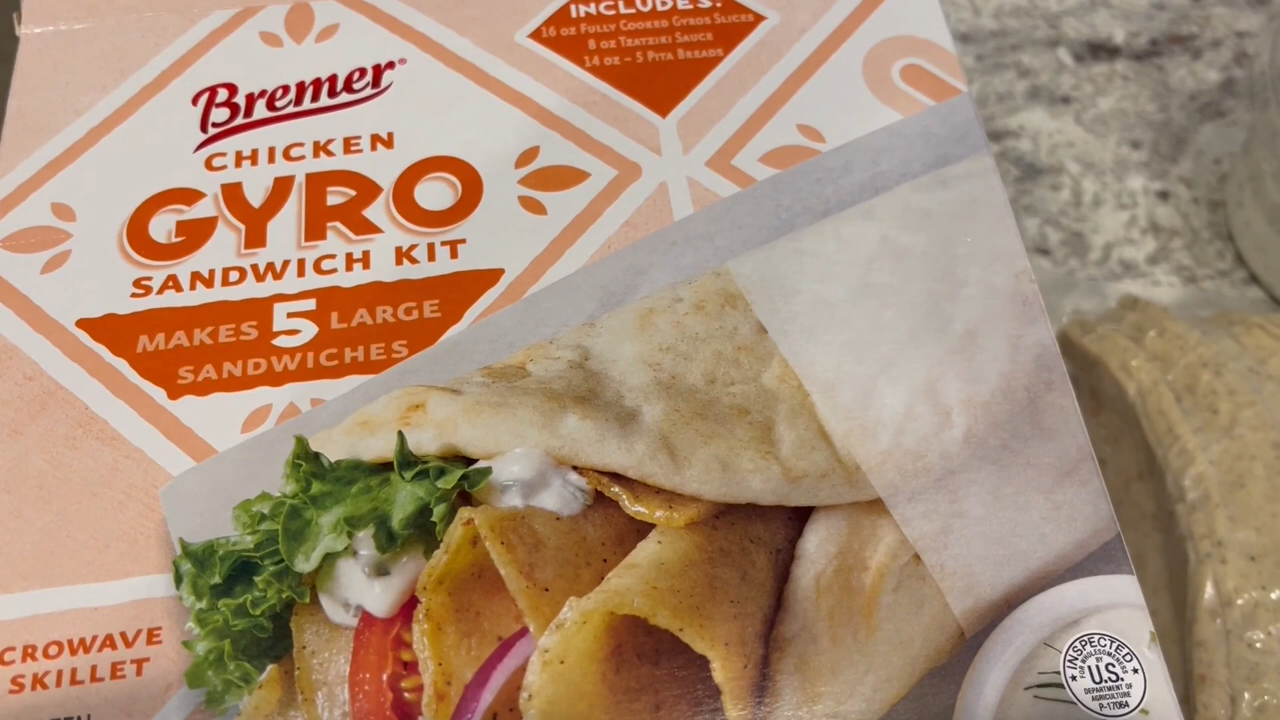 INCLUDES:
16 oz Fully Cooked Gyros Slices
8 oz Tzatziki Sauce
14 oz – 5 Pita Breads
Bremer®
CHICKEN
GYRO
SANDWICH KIT
MAKES 5 LARGE
SANDWICHES
CROWAVE
SKILLET
INSPECTED
FOR WHOLESOMENESS
BY
U.S.
DEPARTMENT OF
AGRICULTURE
P-17064